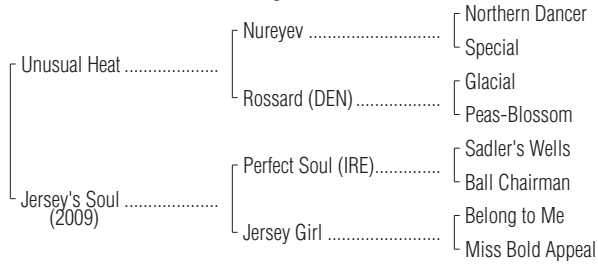 Northern Dancer
Nureyev ............................
Special
Unusual Heat ....................
Glacial
Rossard (DEN) ..................
Peas-Blossom
Sadler's Wells
Perfect Soul (IRE)..............
Ball Chairman
Jersey's Soul ....................
(2009)
Belong to Me
Jersey Girl ........................
Miss Bold Appeal